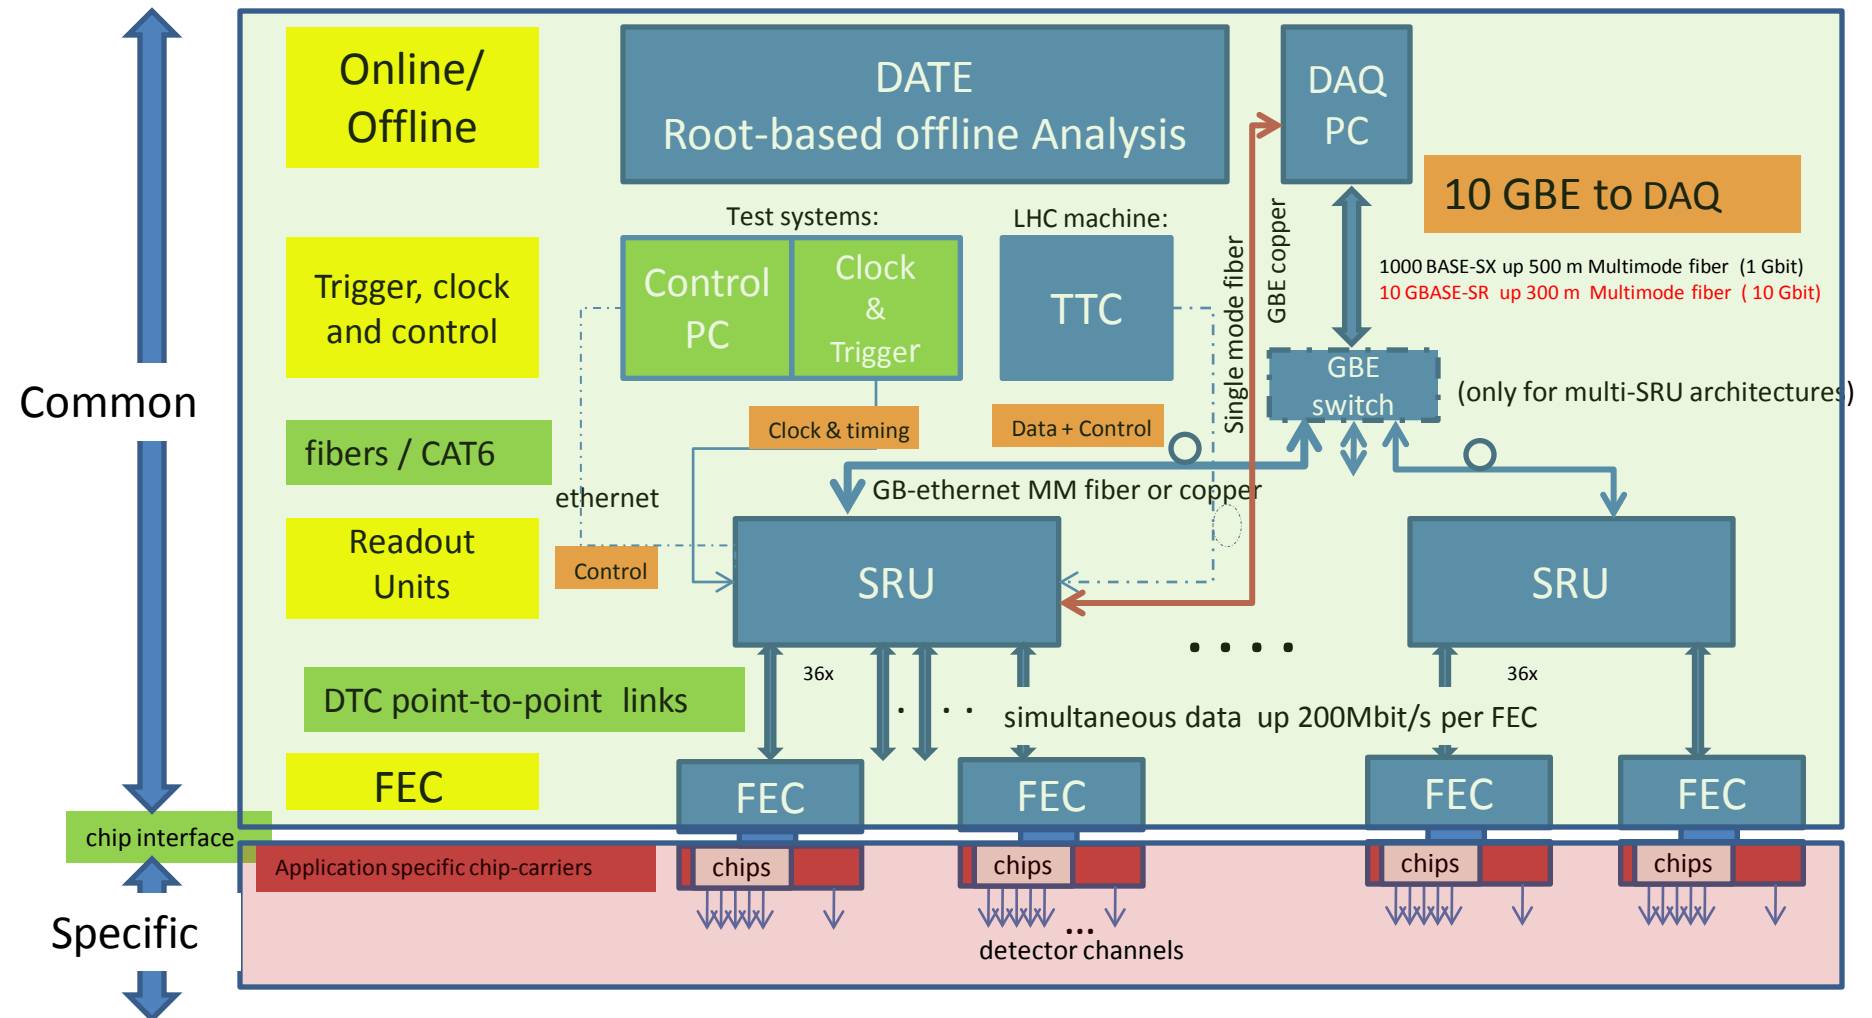 Online/
Offline
DATE
Root-based offline Analysis
DAQ
PC
10 GBE to DAQ
Test systems:
LHC machine:
Trigger, clock
and control
Control
PC
Clock
&
Trigger
TTC
Single mode fiber
GBE copper
1000 BASE-SX up 500 m Multimode fiber (1 Gbit)
10 GBASE-SR up 300 m Multimode fiber ( 10 Gbit)
GBE
switch
(only for multi-SRU architectures)
Common
fibers / CAT6
Clock & timing
Data + Control
ethernet
GB-ethernet MM fiber or copper
Readout
Units
Control
SRU
SRU
. . . .
36x
36x
DTC point-to-point links
. . . .
simultaneous data up 200Mbit/s per FEC
FEC
FEC
FEC
FEC
FEC
chip interface
Application specific chip-carriers
chips
chips
chips
chips
Specific
...
detector channels